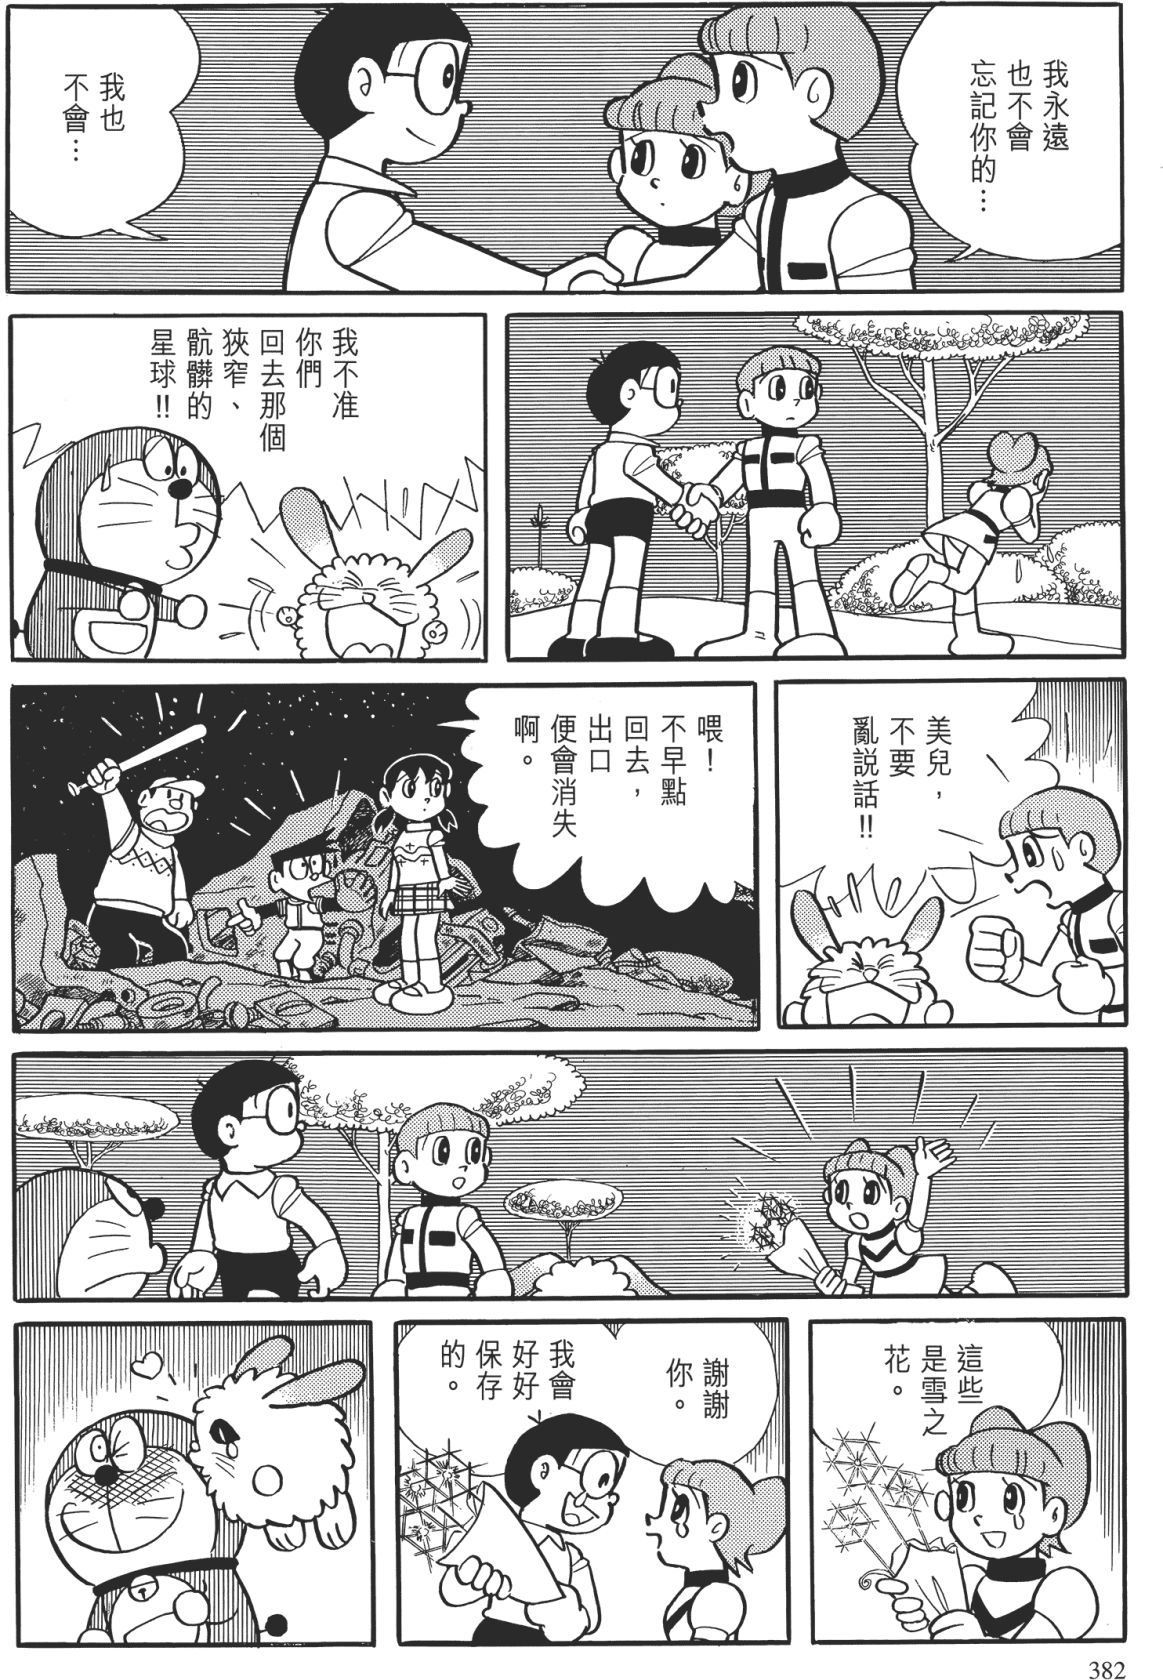 我永遠
也不會
忘記你的…
我也
不會…
我不准
你們
回去那個
狹窄、
骯髒的
星球!!
美兒，
不要
亂說話!!
喂！
不早點
回去，
出口
便會消失
啊。
這些
是雪之
花。
謝謝
你。
我會
好好
保存
的。
382